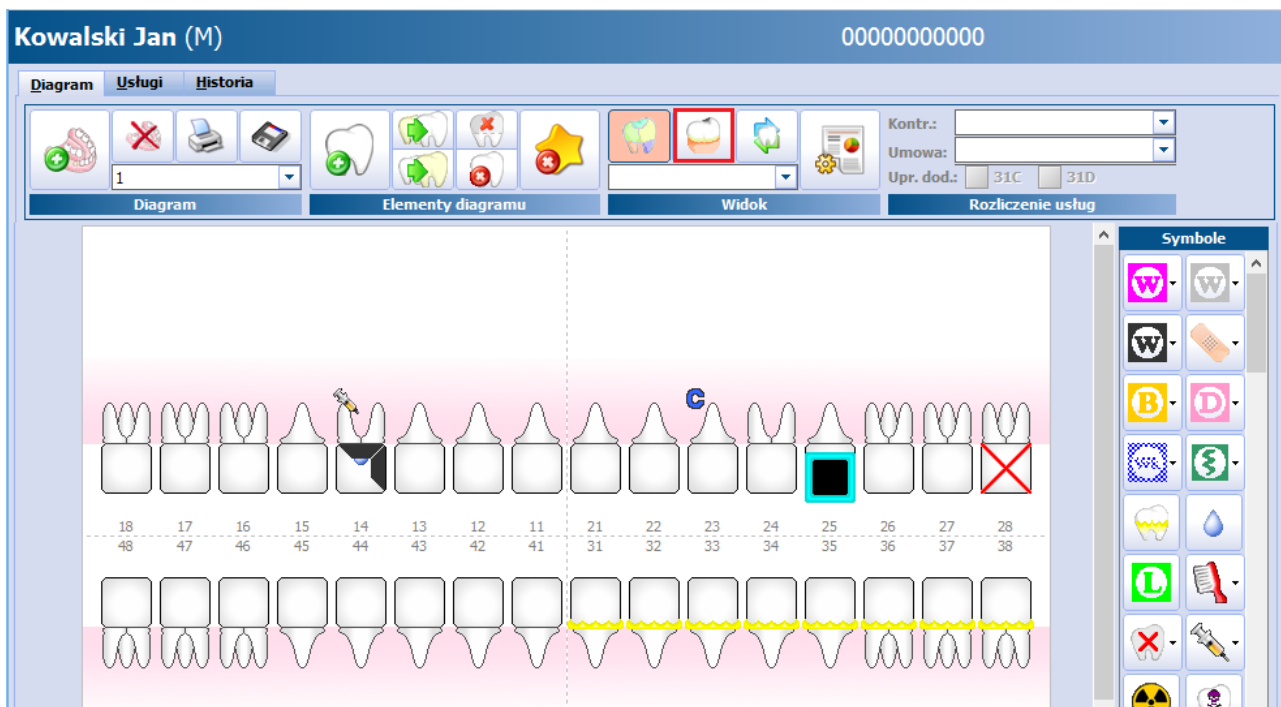 Kowalski Jan (M) 00000000000
Diagram Usługi Historia
Kontr.:
Umowa:
1
Upr. dod.: 31C 31D
Diagram Elementy diagramu Widok Rozliczenie usług
Symbole
W W
W
C
B D
WK
18 17 16 15 14 13 12 11 21 22 23 24 25 26 27 28
48 47 46 45 44 43 42 41 31 32 33 34 35 36 37 38
L